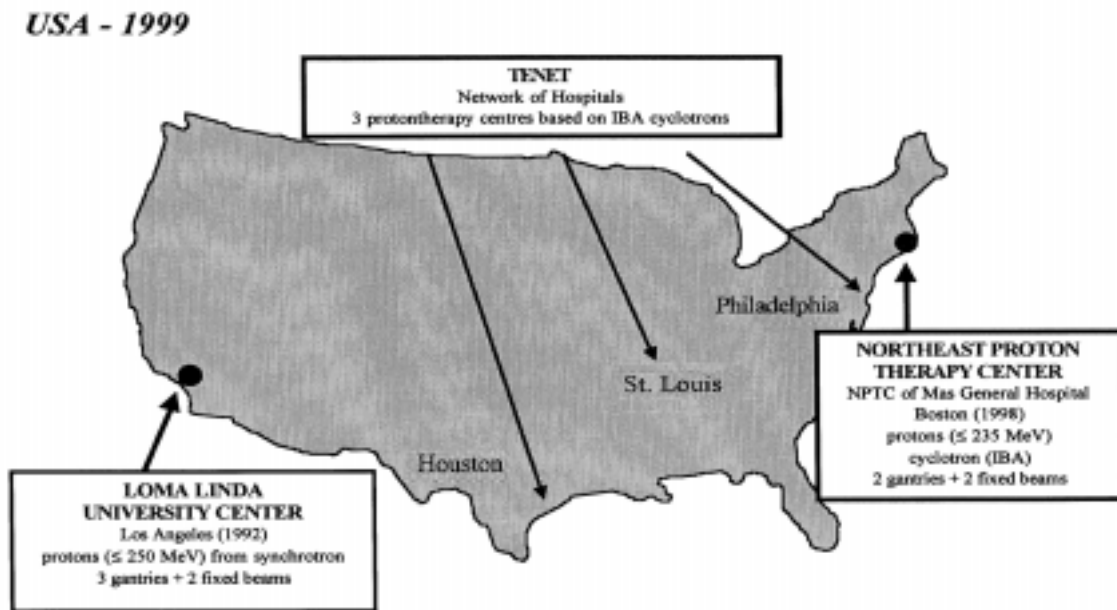 USA - 1999
TENET
Network of Hospitals
3 protontherapy centres based on IBA cyclotrons
Philadelphia
St. Louis
Houston
NORTHEAST PROTON
THERAPY CENTER
NPTC of Mas General Hospital
Boston (1998)
protons (≤ 235 MeV)
cyclotron (IBA)
2 gantries + 2 fixed beams
LOMA LINDA
UNIVERSITY CENTER
Los Angeles (1992)
protons (≤ 250 MeV) from synchrotron
3 gantries + 2 fixed beams